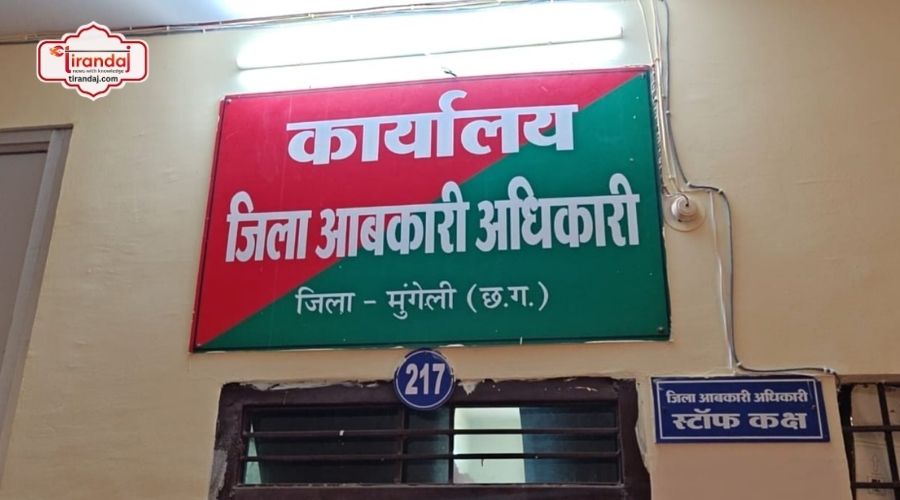 tirandaj
news with knowledge
tirandaj.com
कार्यालय
जिला आबकारी अधिकारी
जिला - मुंगेली (छ.ग.)
217
जिला आबकारी अधिकारी
स्टॉफ कक्ष